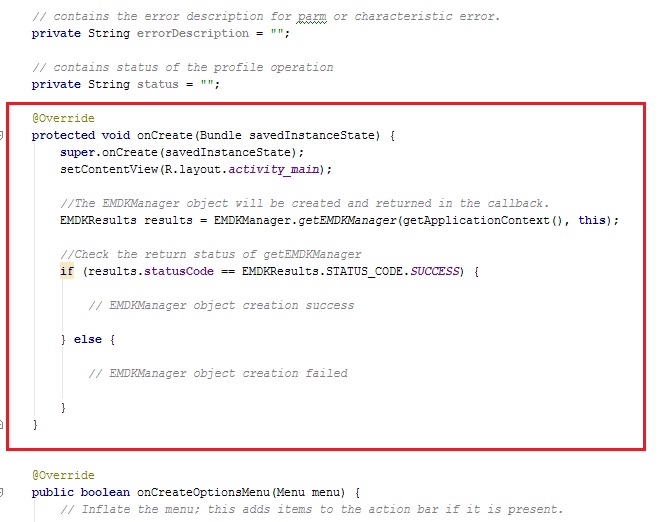 // contains the error description for parm or characteristic error.
private String errorDescription = "";
// contains status of the profile operation
private String status = "";
@Override
protected void onCreate(Bundle savedInstanceState) {
super.onCreate(savedInstanceState);
setContentView(R.layout.activity_main);
//The EMDKManager object will be created and returned in the callback.
EMDKResults results = EMDKManager.getEMDKManager(getApplicationContext(), this);
//Check the return status of getEMDKManager
if (results.statusCode == EMDKResults.STATUS_CODE.SUCCESS) {
// EMDKManager object creation success
} else {
// EMDKManager object creation failed
}
}
@Override
public boolean onCreateOptionsMenu(Menu menu) {
// Inflate the menu; this adds items to the action bar if it is present.